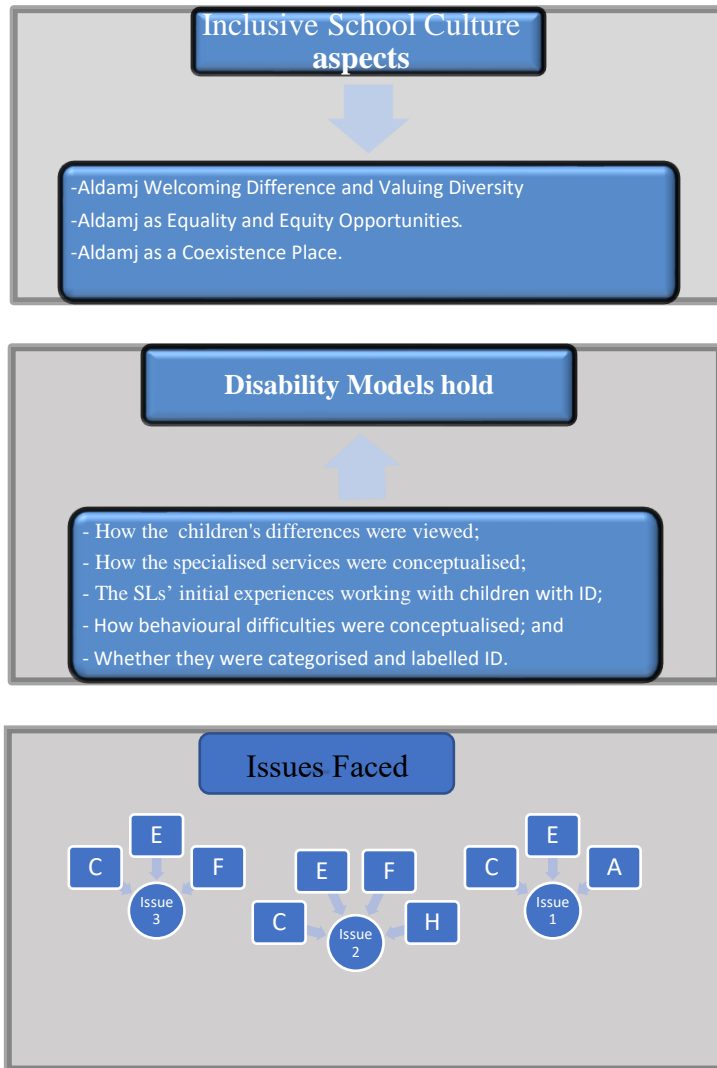 Inclusive School Culture
aspects
-Aldamj Welcoming Difference and Valuing Diversity
-Aldamj as Equality and Equity Opportunities.
-Aldamj as a Coexistence Place.
Disability Models hold
- How the children's differences were viewed;
- How the specialised services were conceptualised;
- The SLs’ initial experiences working with children with ID;
- How behavioural difficulties were conceptualised; and
- Whether they were categorised and labelled ID.
Issues Faced
C
E
F
Issue
3
C
E
F
H
Issue
2
C
E
A
Issue
1